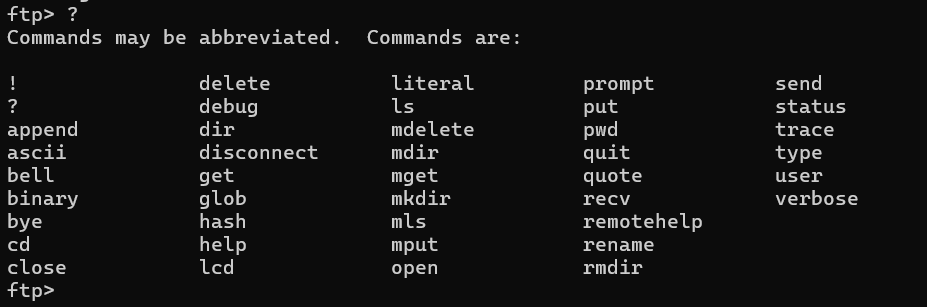 ftp> ?
Commands may be abbreviated.  Commands are:
!               delete          literal         prompt          send
?               debug           ls              put             status
append          dir             mdelete         pwd             trace
ascii           disconnect      mdir            quit            type
bell            get             mget            quote           user
binary          glob            mkdir           recv            verbose
bye             hash            mls             remotehelp
cd              help            mput            rename
close           lcd             open            rmdir
ftp>